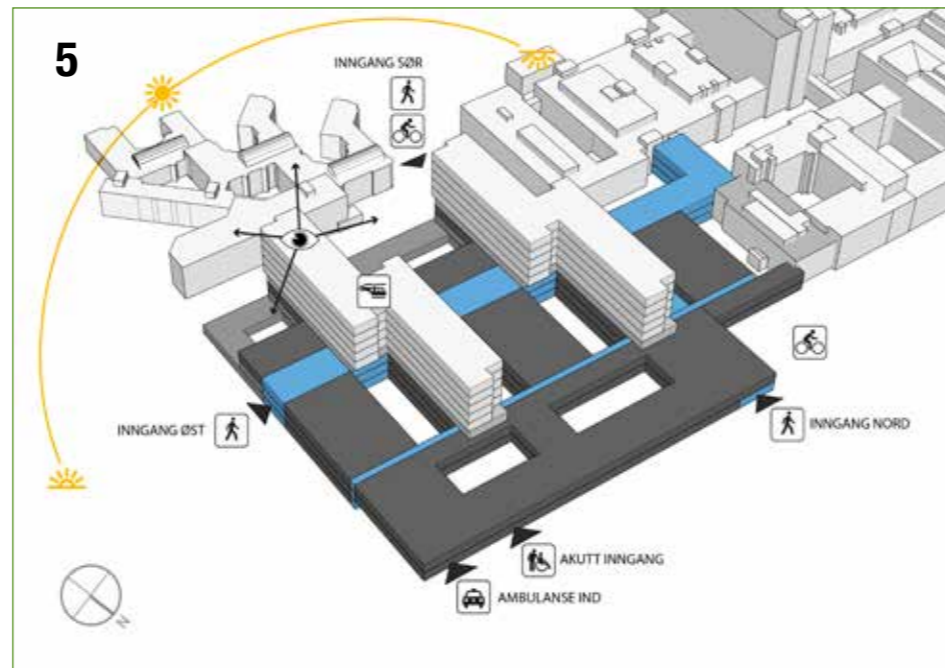 5
INNGANG SØR
INNGANG ØST
INNGANG NORD
AKUTT INNGANG
AMBULANSE IND
N